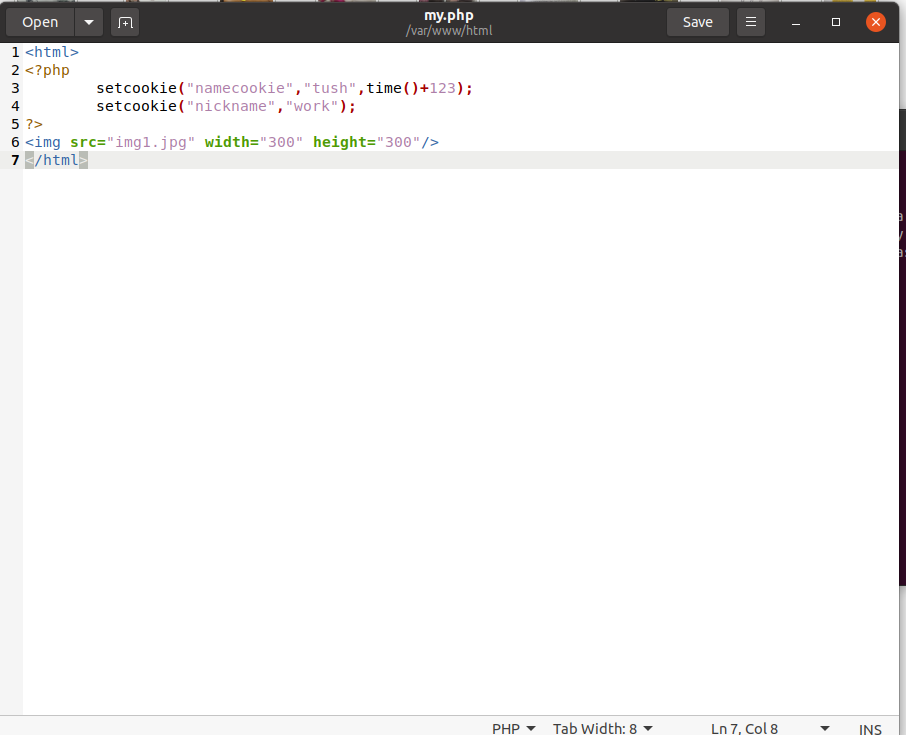 Open
my.php
/var/www/html
Save
1 <html>
2 <?php
3         setcookie("namecookie","tush",time()+123);
4         setcookie("nickname","work");
5 ?>
6 <img src="img1.jpg" width="300" height="300"/>
7 </html>
PHP
Tab Width: 8
Ln 7, Col 8
INS